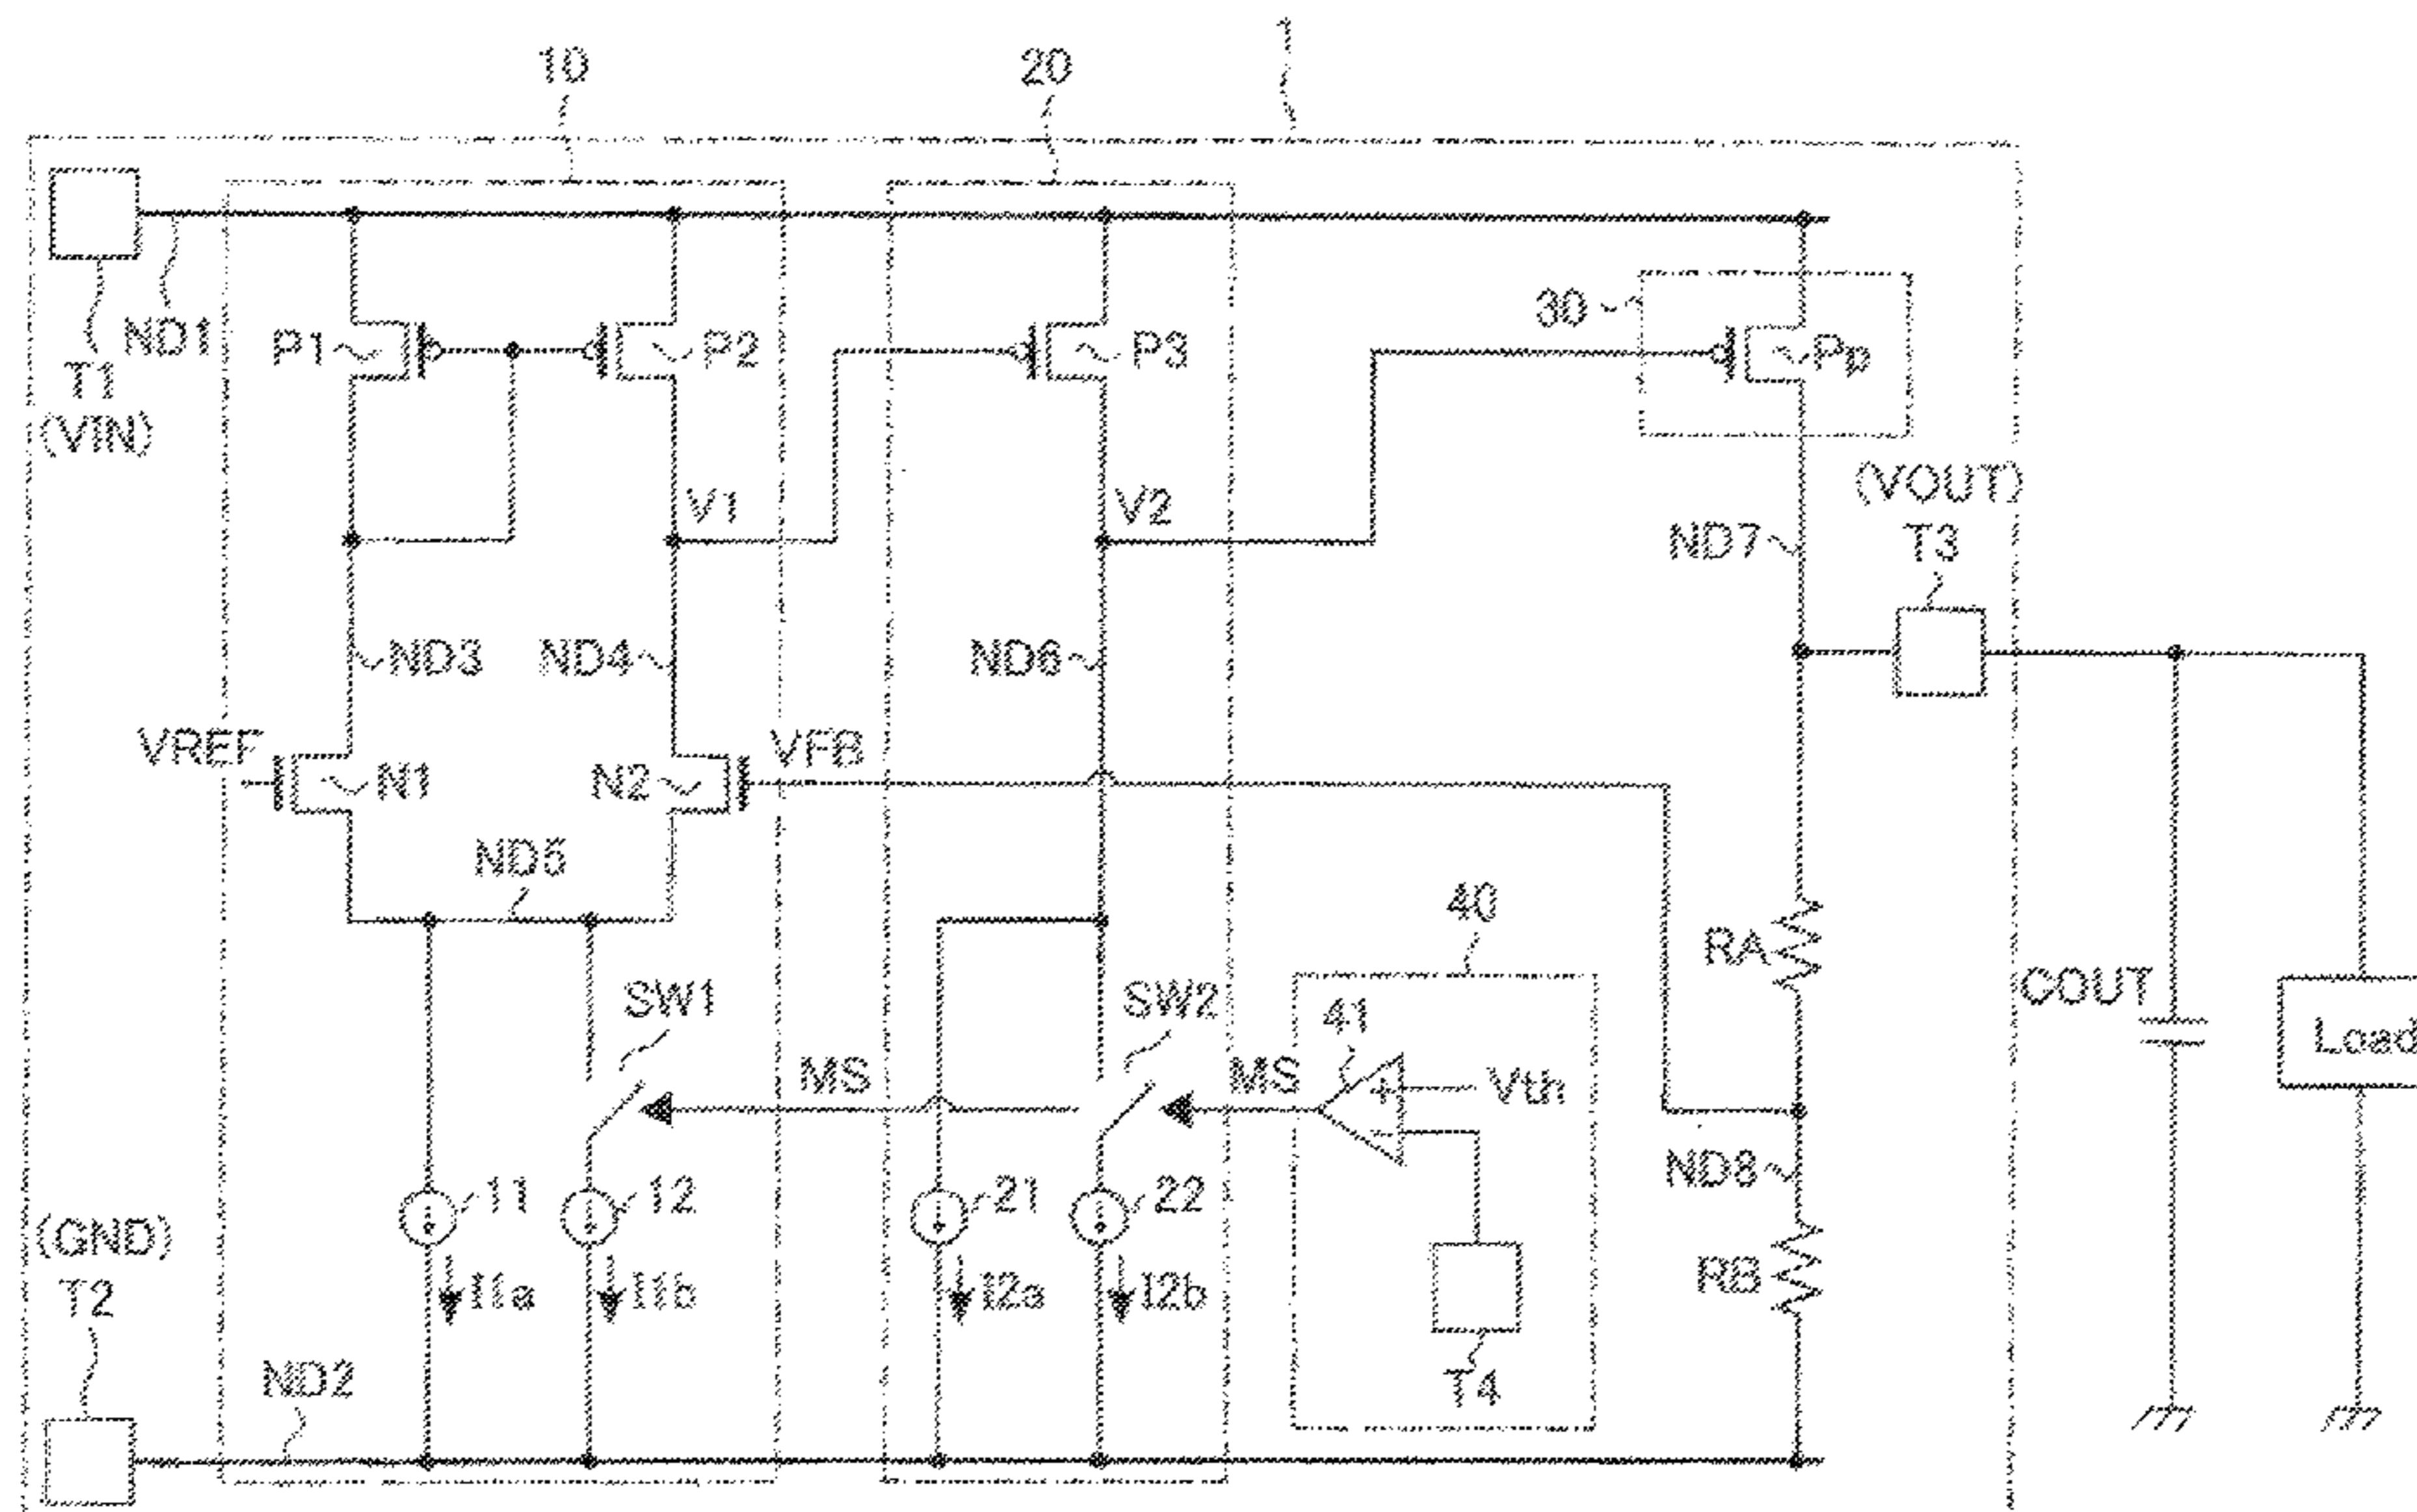 1
10
20
30
P1
P2
P3
Pp
ND1
T1
(VIN)
V1
V2
(VOUT)
ND7
T3
ND3
ND4
ND6
VREF
N1
N2
VFB
ND5
40
RA
SW1
SW2
41
COUT
MS
MS
+
Vth
−
Load
ND8
11
12
21
22
(GND)
T2
I1a
I1b
I2a
I2b
RB
T4
ND2